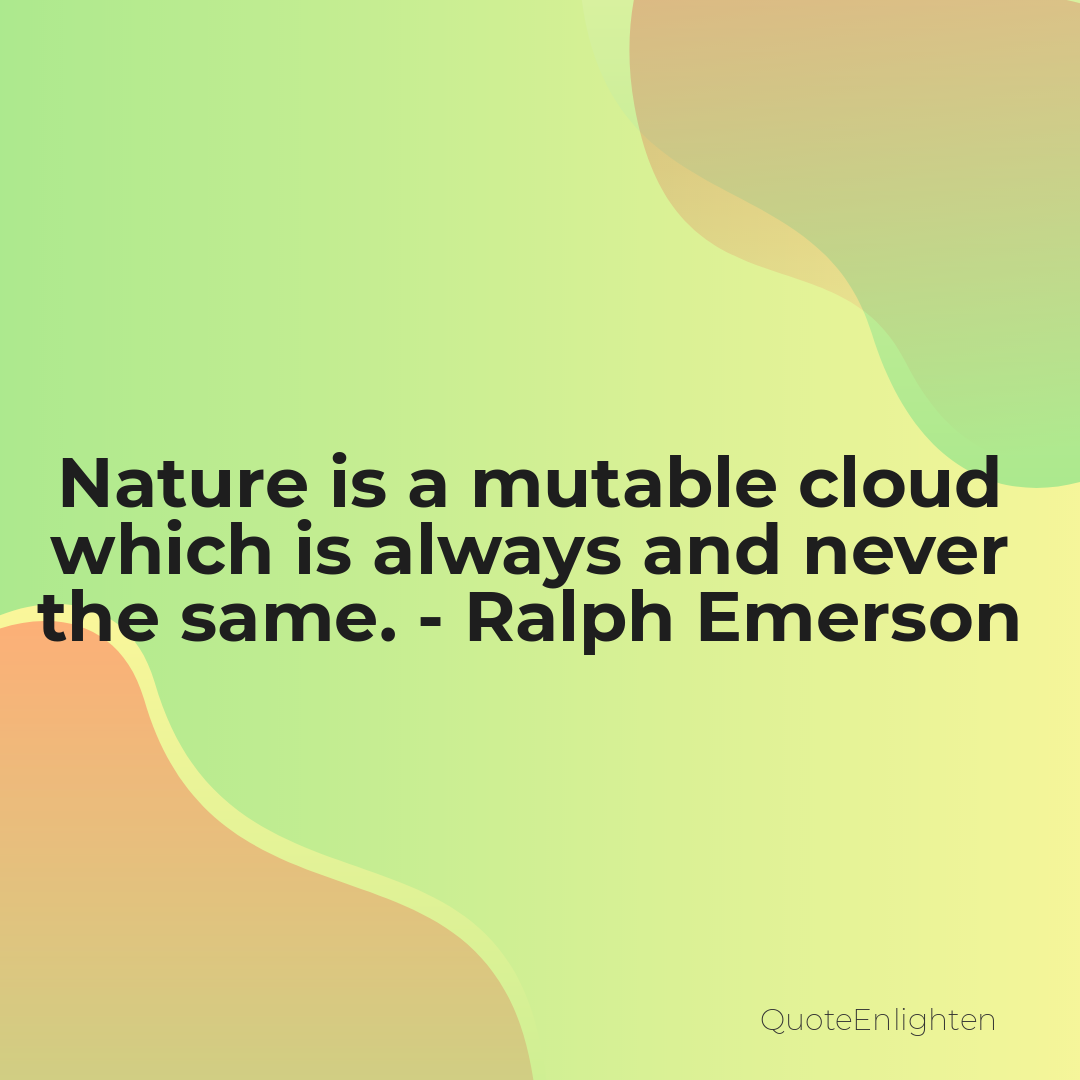 Nature is a mutable cloud
which is always and never
the same. - Ralph Emerson
QuoteEnlighten